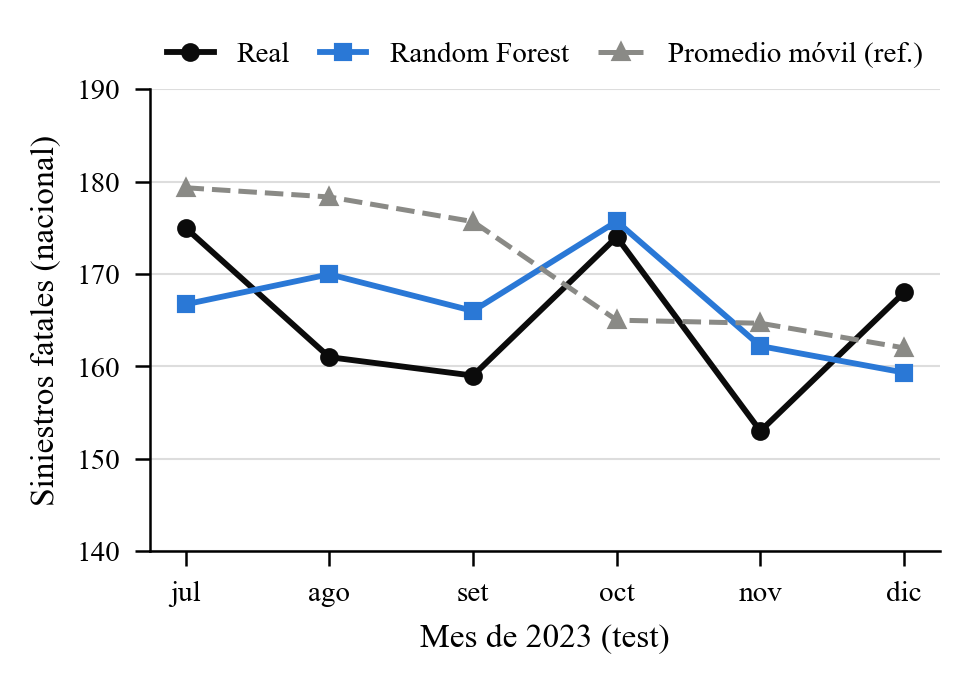 Real Random Forest Promedio móvil (ref.)
190
180
170
160
150
140
Siniestros fatales (nacional)
jul ago set oct nov dic
Mes de 2023 (test)